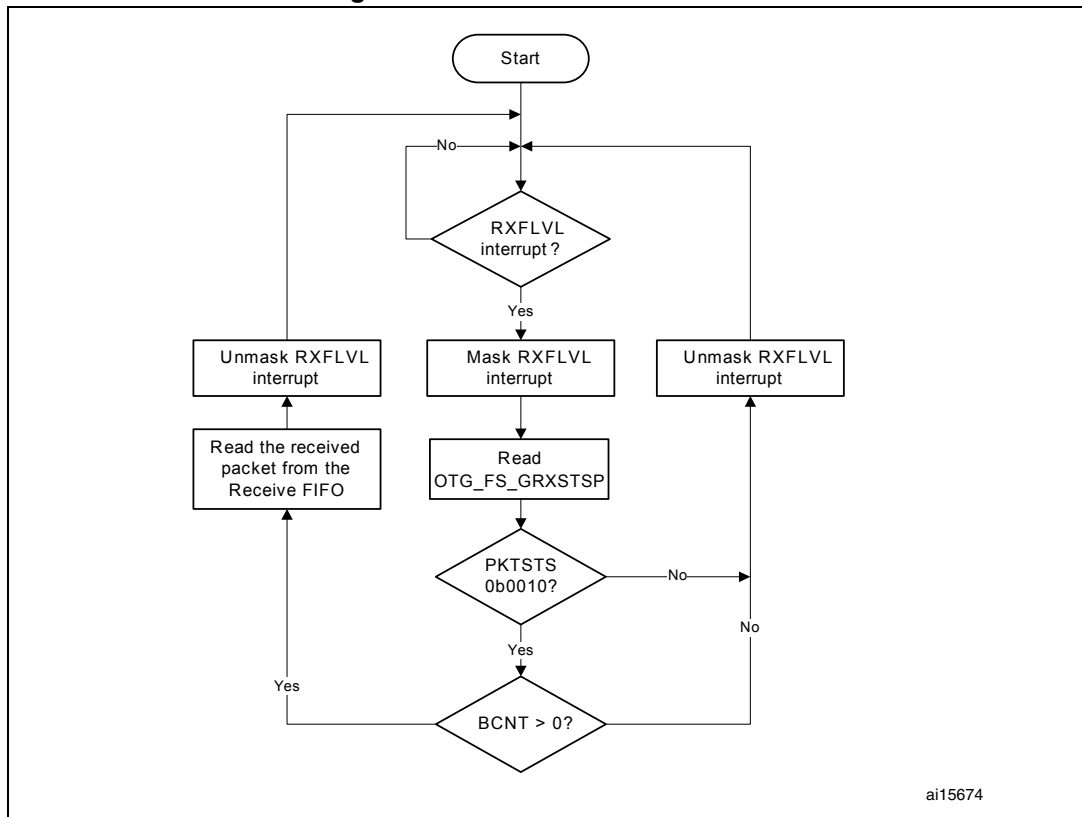 Start
No
RXFLVL
interrupt ?
Yes
Unmask RXFLVL
interrupt
Mask RXFLVL
interrupt
Unmask RXFLVL
interrupt
Read the received
packet from the
Receive FIFO
Read
OTG_FS_GRXSTSP
PKTSTS
0b0010?
No
No
Yes
Yes
BCNT > 0?
ai15674